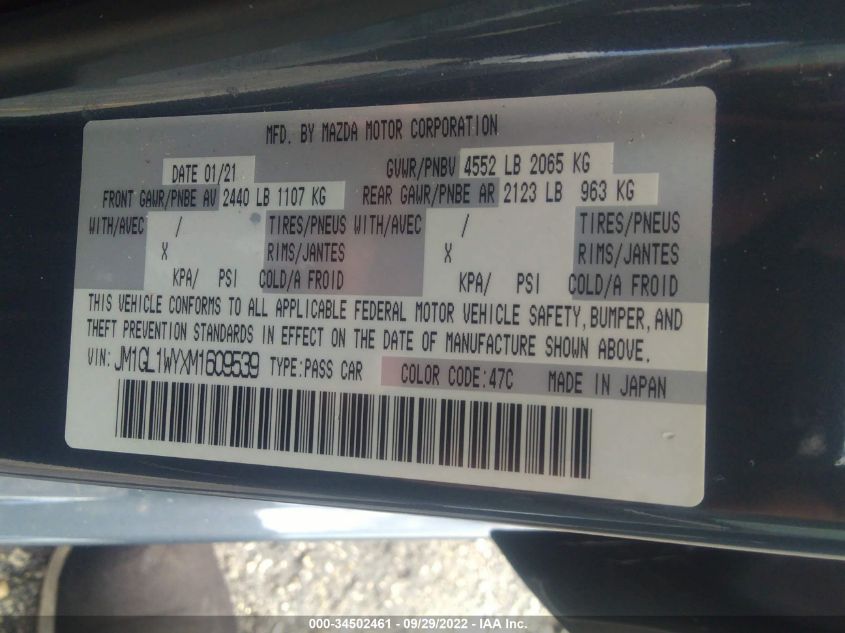 MFD. BY MAZDA MOTOR CORPORATION
DATE 01/21 GVWR/PNBV 4552 LB 2065 KG
FRONT GAWR/PNBE AV 2440 LB 1107 KG REAR GAWR/PNBE AR 2123 LB 963 KG
WITH/AVEC / TIRES/PNEUS WITH/AVEC / TIRES/PNEUS
X RIMS/JANTES X RIMS/JANTES
KPA/ PSI COLD/A FROID KPA/ PSI COLD/A FROID
THIS VEHICLE CONFORMS TO ALL APPLICABLE FEDERAL MOTOR VEHICLE SAFETY, BUMPER, AND
THEFT PREVENTION STANDARDS IN EFFECT ON THE DATE OF MANUFACTURE SHOWN ABOVE.
VIN: JM1GL1WYXM1609539 TYPE:PASS CAR COLOR CODE:47C MADE IN JAPAN
000-34502461 - 09/29/2022 - IAA Inc.